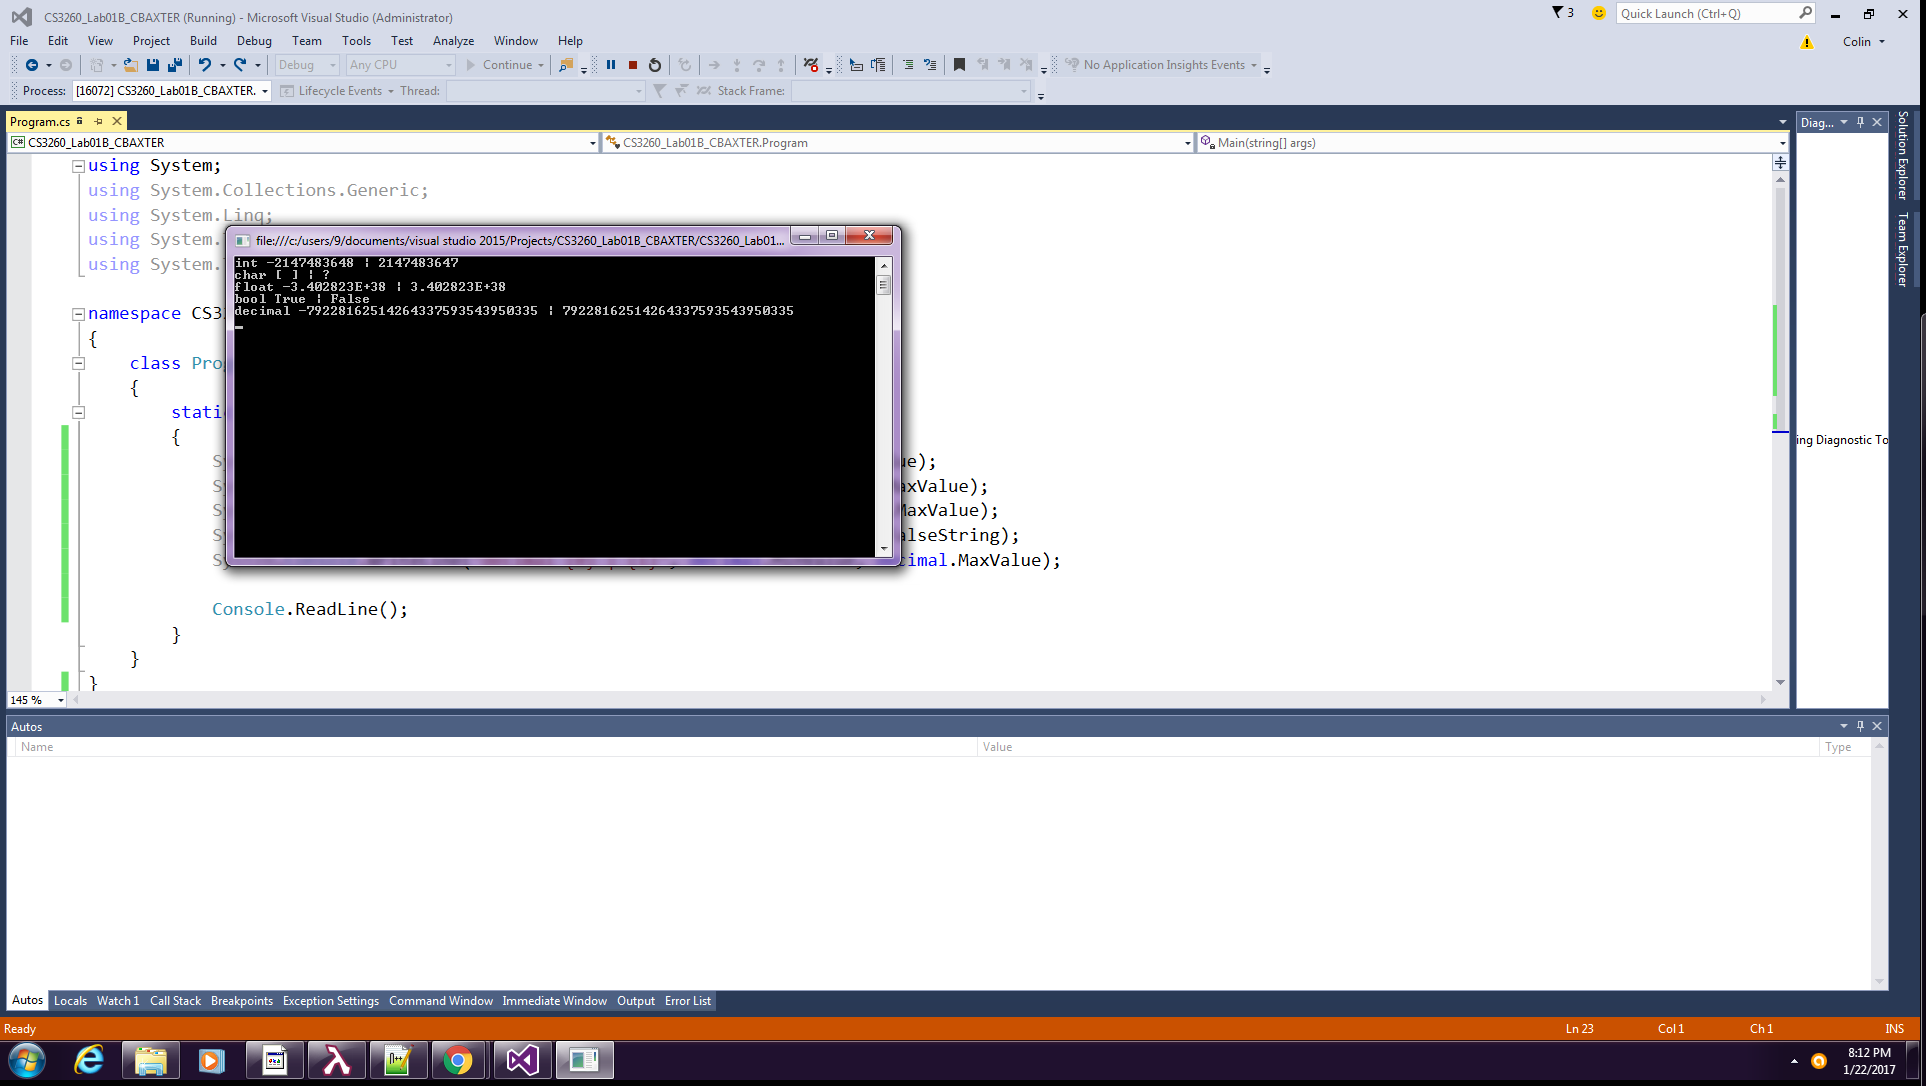 CS3260_Lab01B_CBAXTER (Running) - Microsoft Visual Studio (Administrator)
3
Quick Launch (Ctrl+Q)
File Edit View Project Build Debug Team Tools Test Analyze Window Help
Colin
Debug Any CPU Continue No Application Insights Events
Process: [16072] CS3260_Lab01B_CBAXTER. Lifecycle Events Thread: Stack Frame:
Program.cs
Diag...
CS3260_Lab01B_CBAXTER CS3260_Lab01B_CBAXTER.Program Main(string[] args)
Solution Explorer
Team Explorer
using System;
using System.Collections.Generic;
using System.Linq;
using System.
using System.
file:///c:/users/9/documents/visual studio 2015/Projects/CS3260_Lab01B_CBAXTER/CS3260_Lab01...
int -2147483648 | 2147483647
char [ ] | ?
float -3.402823E+38 | 3.402823E+38
bool True | False
decimal -79228162514264337593543950335 | 79228162514264337593543950335
namespace CS3
{
class Pro
{
stati
{
Sy ue);
Sy axValue);
Sy MaxValue);
Sy alseString);
Sy cimal.MaxValue);
Console.ReadLine();
}
}
}
ing Diagnostic To
145 %
Autos
Name Value Type
Autos Locals Watch 1 Call Stack Breakpoints Exception Settings Command Window Immediate Window Output Error List
Ready Ln 23 Col 1 Ch 1 INS
8:12 PM
1/22/2017